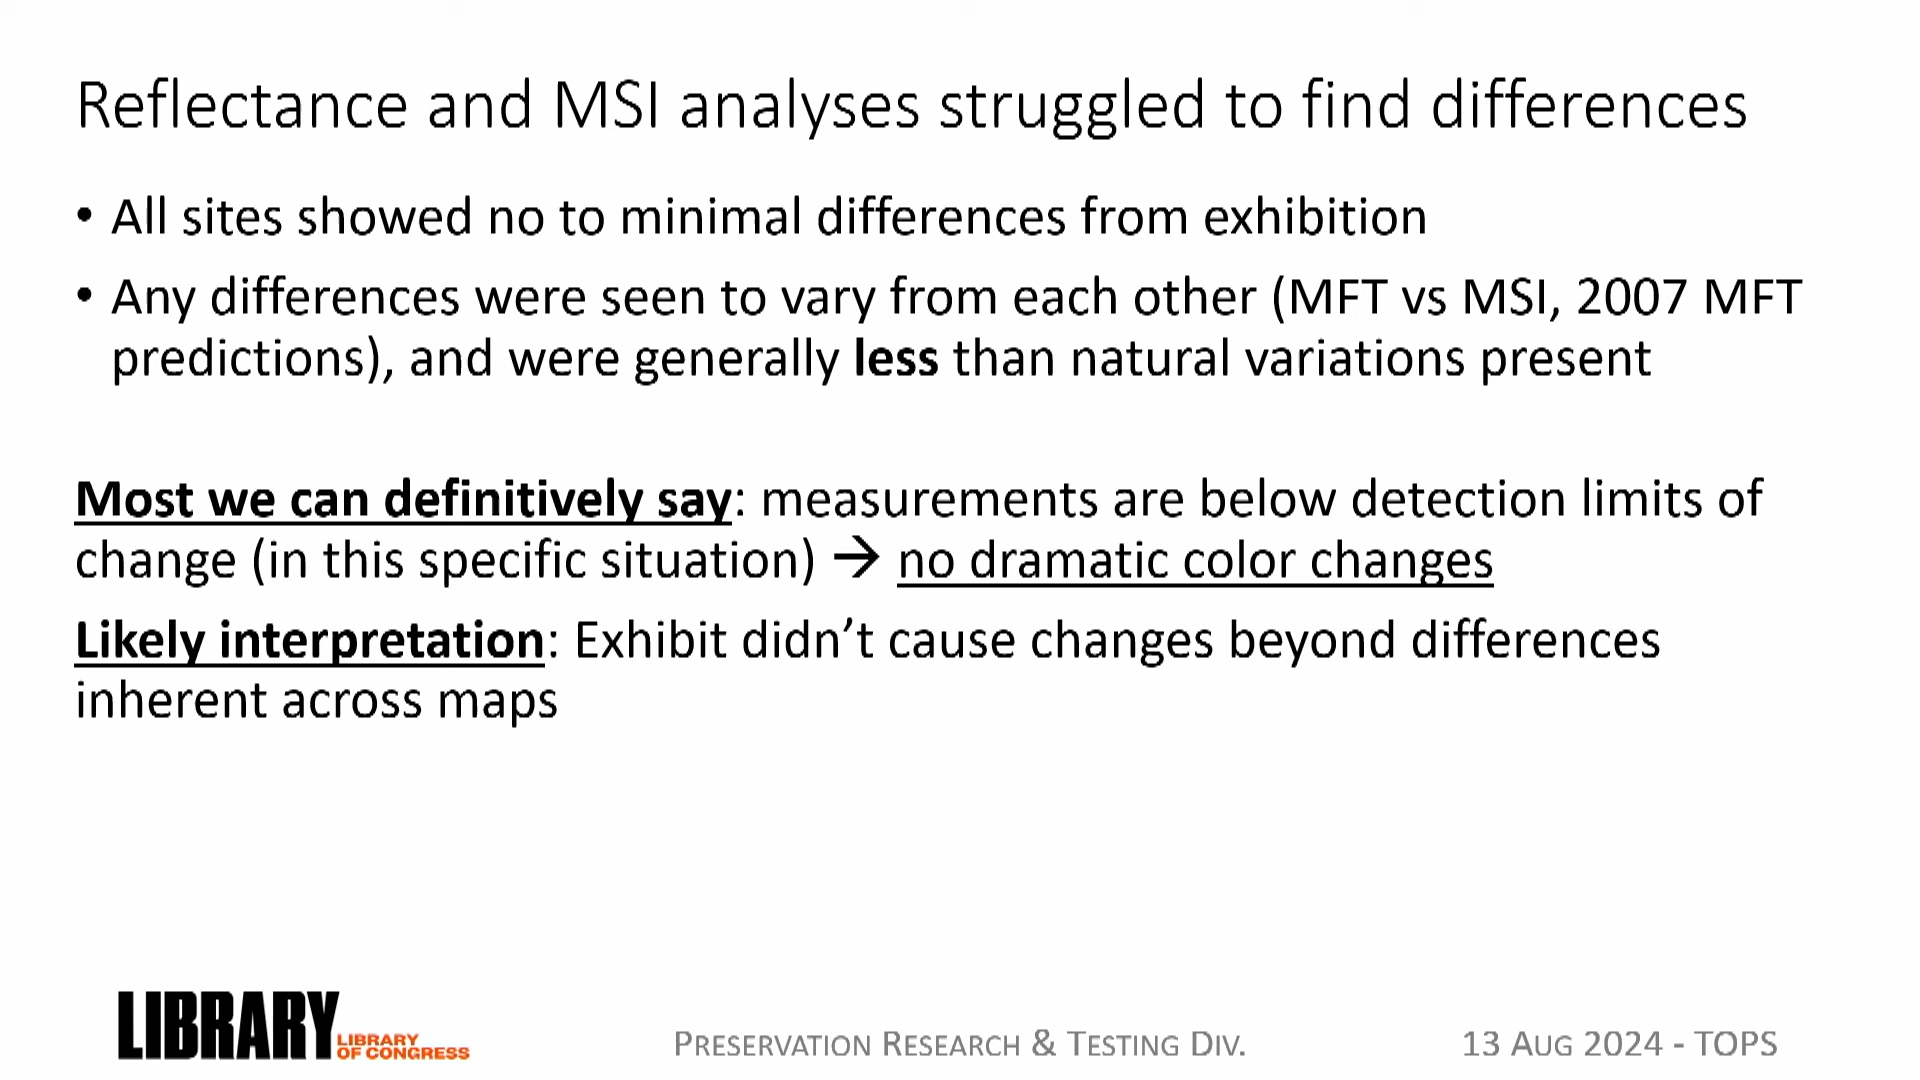 Reflectance and MSI analyses struggled to find differences
• All sites showed no to minimal differences from exhibition
• Any differences were seen to vary from each other (MFT vs MSI, 2007 MFT
predictions), and were generally less than natural variations present
Most we can definitively say: measurements are below detection limits of
change (in this specific situation) → no dramatic color changes
Likely interpretation: Exhibit didn’t cause changes beyond differences
inherent across maps
LIBRARY
LIBRARY
OF CONGRESS
PRESERVATION RESEARCH & TESTING DIV.
13 AUG 2024 - TOPS